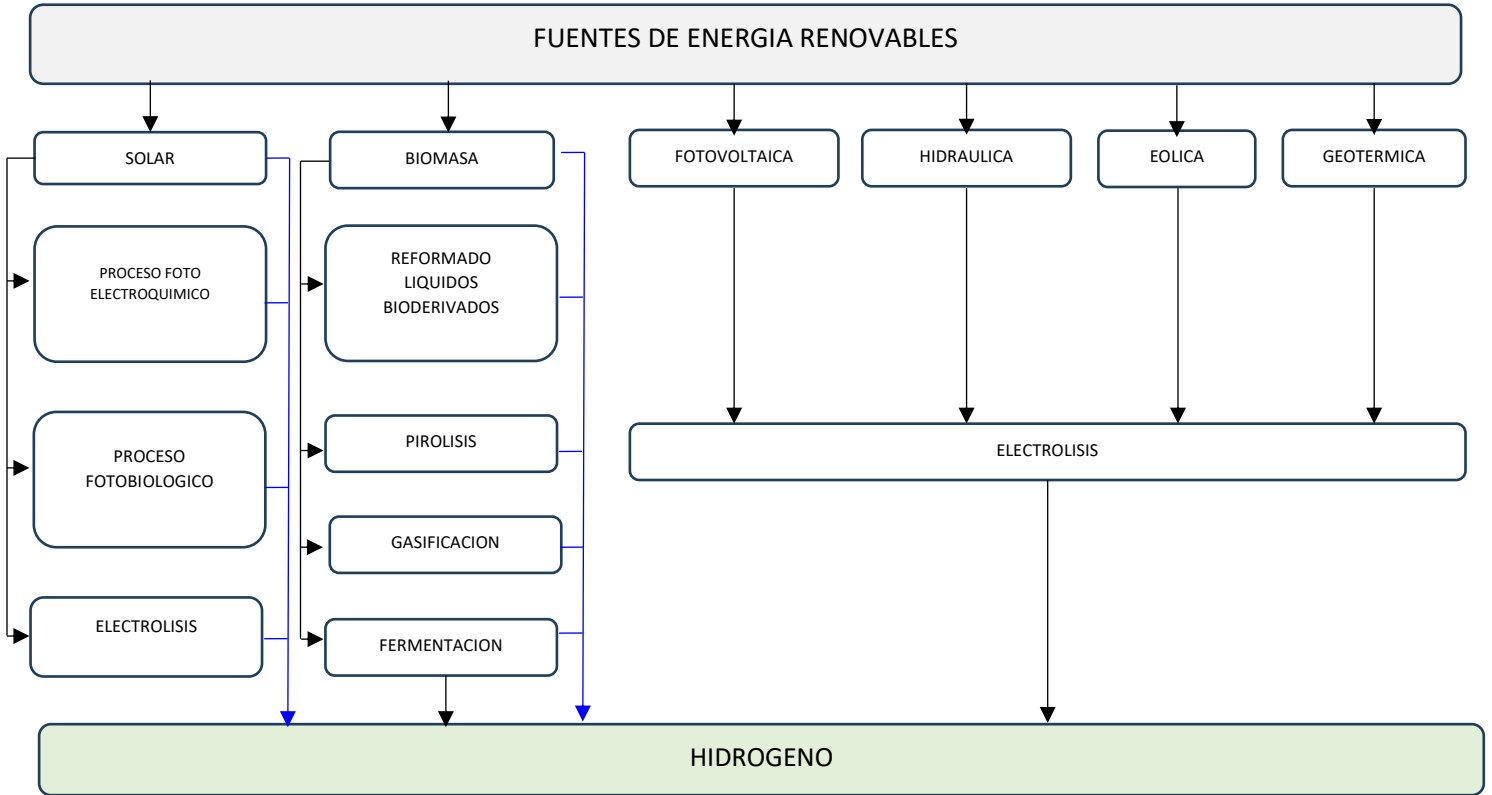 FUENTES DE ENERGIA RENOVABLES
SOLAR
BIOMASA
FOTOVOLTAICA
HIDRAULICA
EOLICA
GEOTERMICA
PROCESO FOTO
ELECTROQUIMICO
REFORMADO
LIQUIDOS
BIODERIVADOS
PROCESO
FOTOBIOLOGICO
PIROLISIS
ELECTROLISIS
GASIFICACION
ELECTROLISIS
FERMENTACION
HIDROGENO